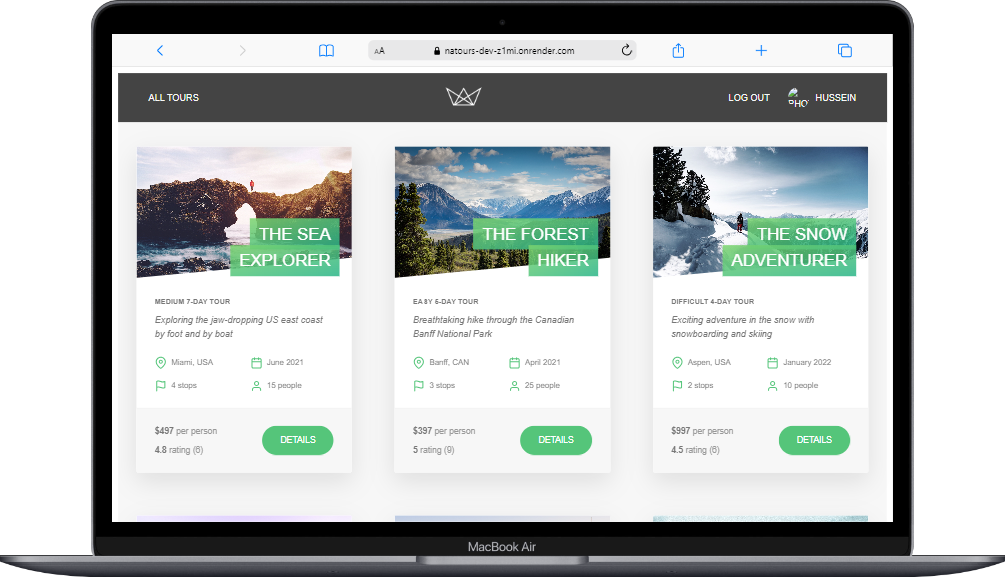 AA natours-dev-z1mi.onrender.com
ALL TOURS
LOG OUT
HUSSEIN
THE SEA
EXPLORER
MEDIUM 7-DAY TOUR
Exploring the jaw-dropping US east coast
by foot and by boat
Miami, USA
June 2021
4 stops
15 people
$497 per person
4.8 rating (6)
DETAILS
THE FOREST
HIKER
EASY 5-DAY TOUR
Breathtaking hike through the Canadian
Banff National Park
Banff, CAN
April 2021
3 stops
25 people
$397 per person
5 rating (9)
DETAILS
THE SNOW
ADVENTURER
DIFFICULT 4-DAY TOUR
Exciting adventure in the snow with
snowboarding and skiing
Aspen, USA
January 2022
2 stops
10 people
$997 per person
4.5 rating (6)
DETAILS
MacBook Air